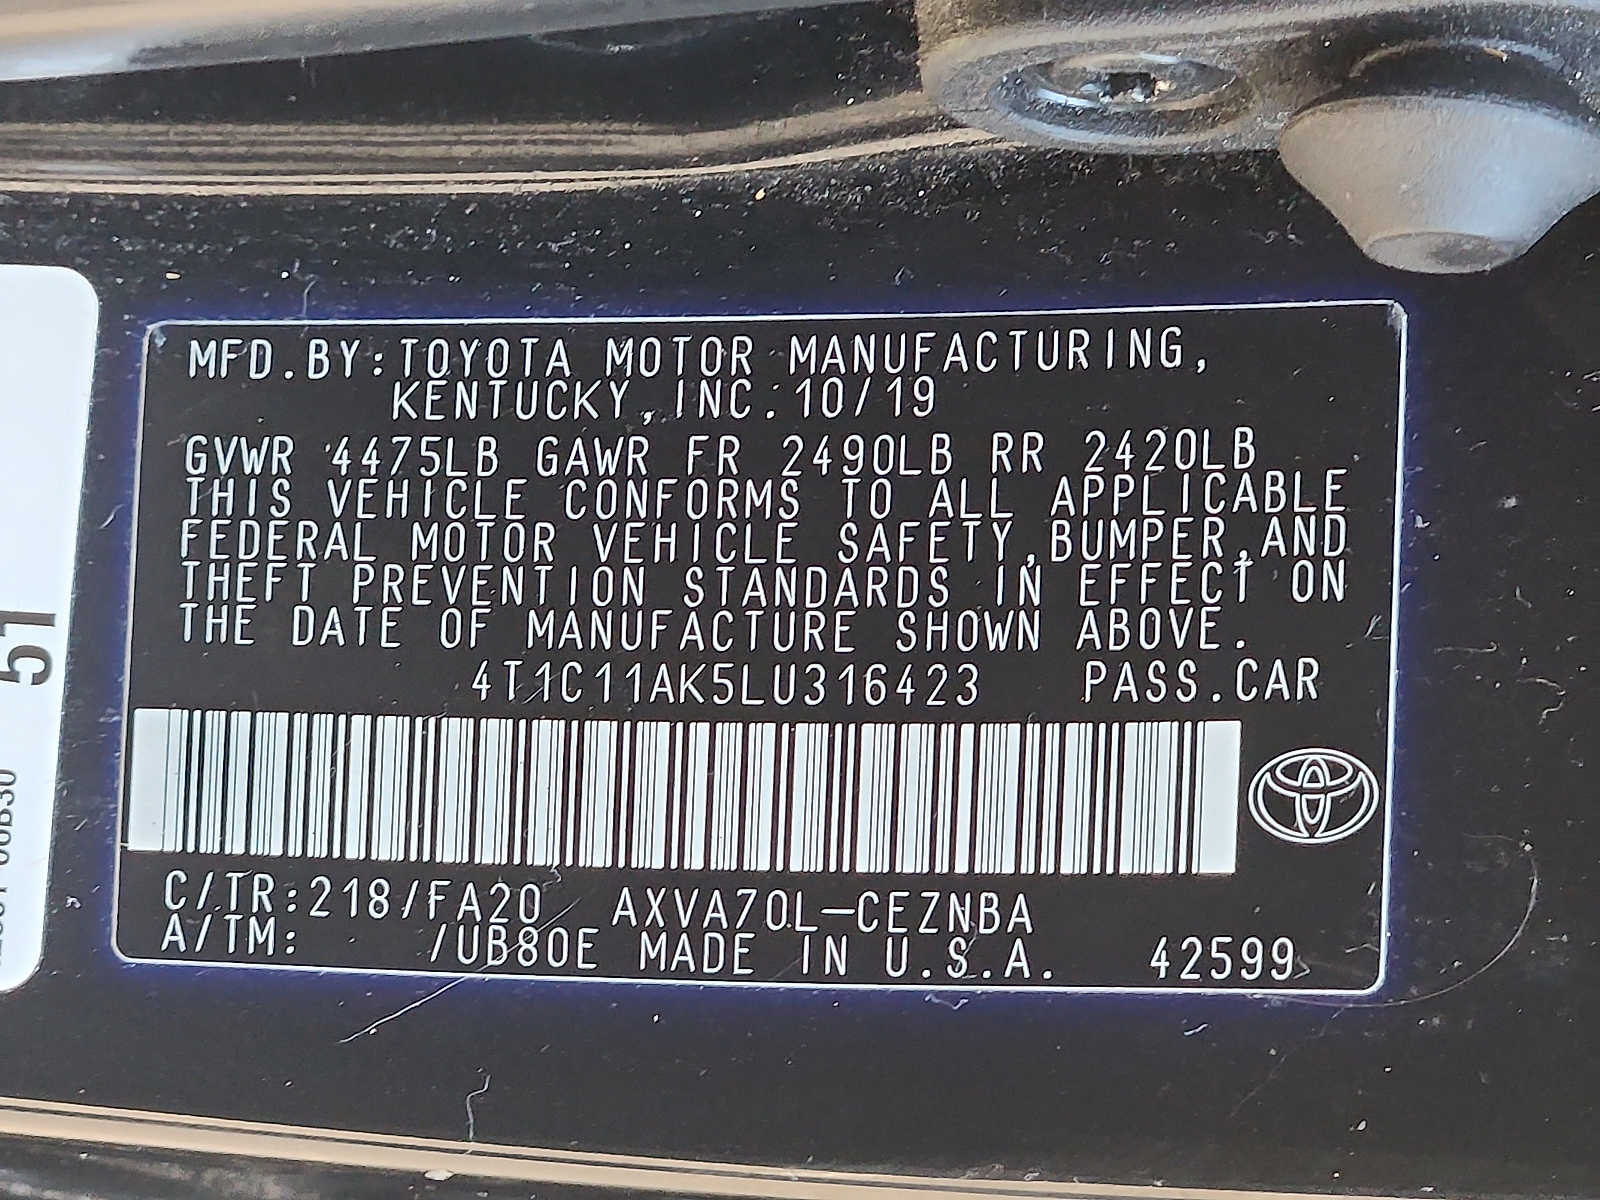 MFD.BY:TOYOTA MOTOR MANUFACTURING,
KENTUCKY,INC.10/19
GVWR 4475LB GAWR FR 2490LB RR 2420LB
THIS VEHICLE CONFORMS TO ALL APPLICABLE
FEDERAL MOTOR VEHICLE SAFETY,BUMPER,AND
THEFT PREVENTION STANDARDS IN EFFECT ON
THE DATE OF MANUFACTURE SHOWN ABOVE.
4T1C11AK5LU316423 PASS.CAR
C/TR:218/FA20 AXVA70L-CEZNBA
A/TM: /UB80E MADE IN U.S.A. 42599
51